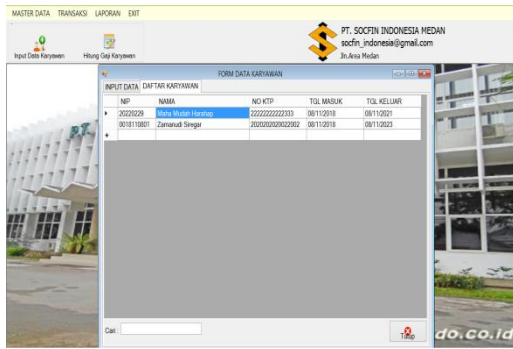 MASTER DATA TRANSAKSI LAPORAN EXIT
Input Data Karyawan Hitung Gaji Karyawan
PT. SOCFIN INDONESIA MEDAN
socfin_indonesia@gmail.com
Jln.Area Medan
FORM DATA KARYAWAN
INPUT DATA DAFTAR KARYAWAN
NIP NAMA NO KTP TGL MASUK TGL KELUAR
20220229 Maha Mudah Harahap 22222222222333 08/11/2018 08/11/2021
0018110801 Zamanudi Siregar 2020202020022002 08/11/2018 08/11/2023
Cari :
Tutup
PT.
do.co.id